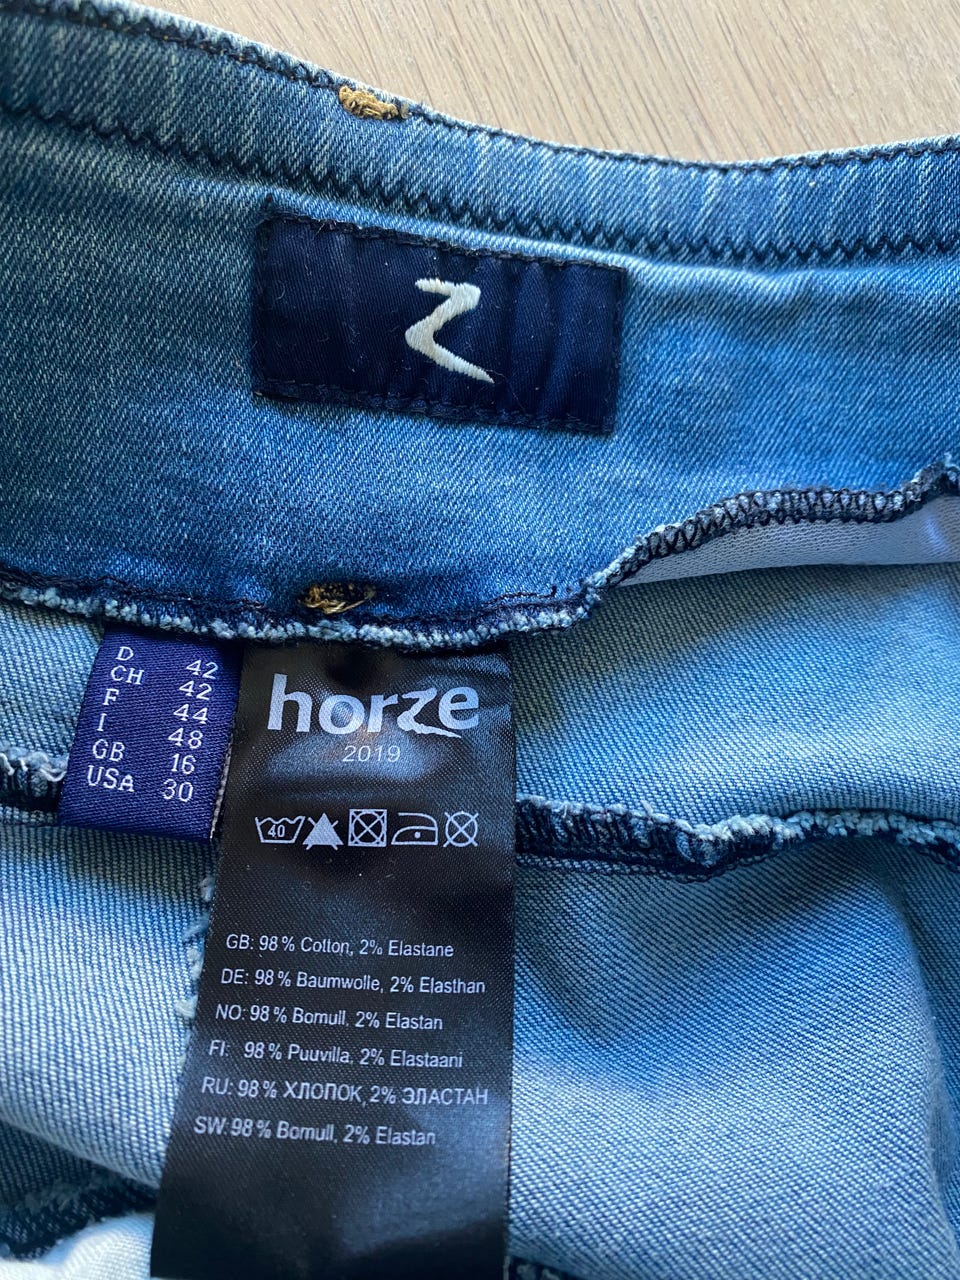 D 42
CH 42
F 44
I 48
GB 16
USA 30
horze
2019
40
GB: 98% Cotton, 2% Elastane
DE: 98% Baumwolle, 2% Elasthan
NO: 98% Bomull, 2% Elastan
FI: 98% Puuvilla, 2% Elastaani
RU: 98% ХЛОПОК, 2% ЭЛАСТАН
SW: 98% Bomull, 2% Elastan